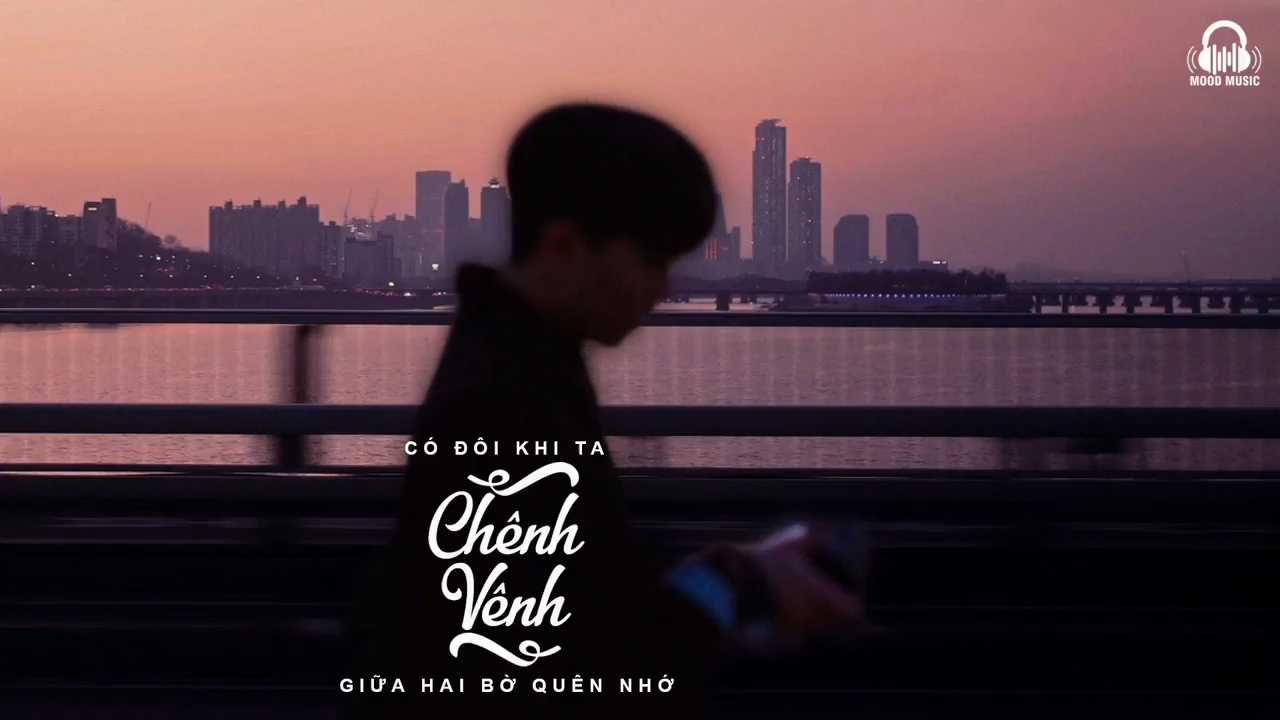 MOOD MUSIC
CÓ ĐÔI KHI TA
Chênh
Vênh
GIỮA HAI BỜ QUÊN NHỚ